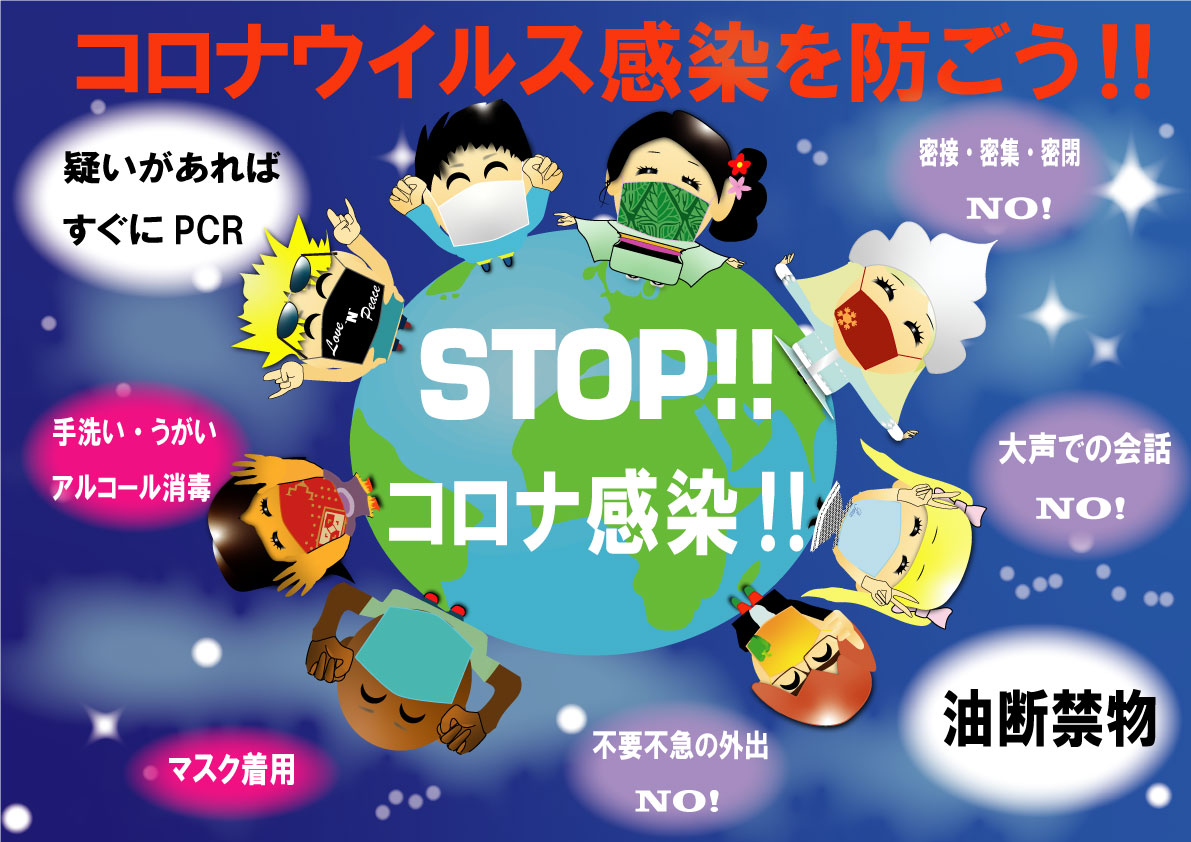 コロナウイルス感染を防ごう!!
疑いがあれば
すぐに PCR
密接・密集・密閉
NO!
Love "N" Peace
STOP!!
コロナ感染!!
手洗い・うがい
アルコール消毒
大声での会話
NO!
油断禁物
マスク着用
不要不急の外出
NO!